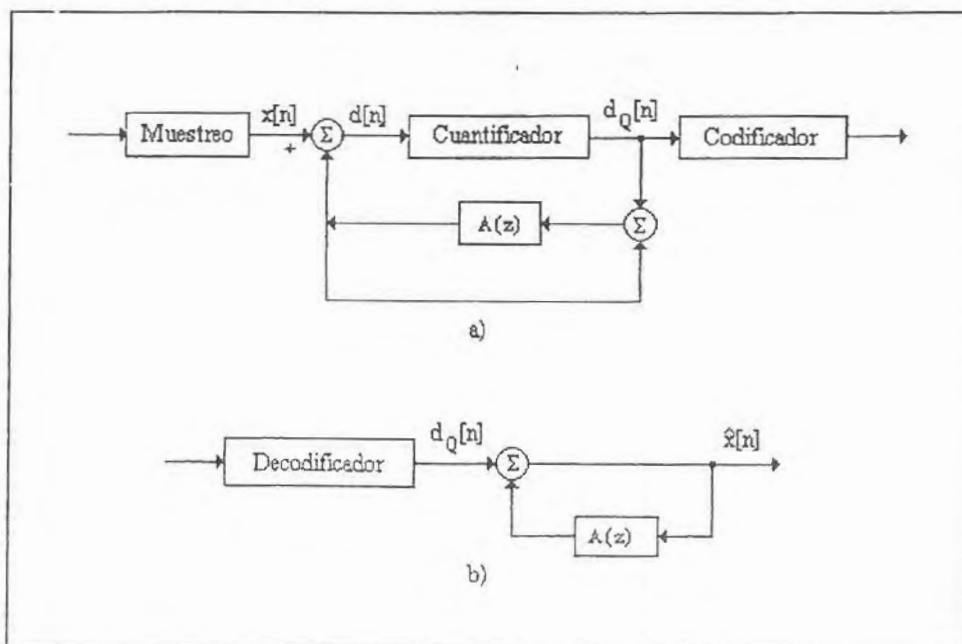 x[n] d[n] d_Q[n]
Muestreo + Σ Cuantificador Codificador
A(z) Σ
a)
d_Q[n] x̂[n]
Decodificador Σ
A(z)
b)